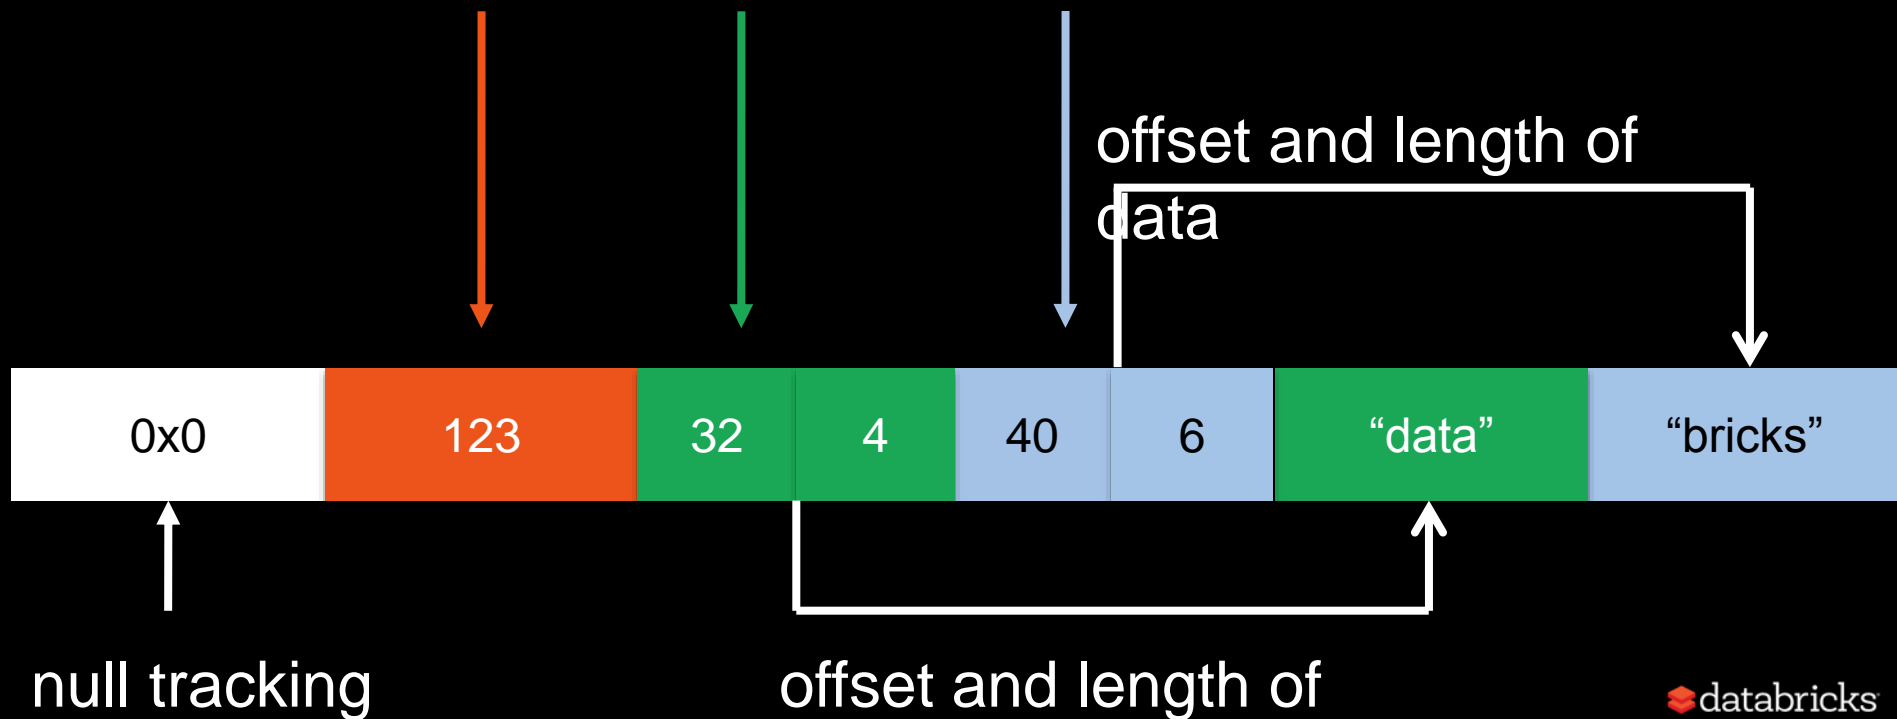 offset and length of
data
0x0 123 32 4 40 6 “data” “bricks”
null tracking offset and length of
databricks